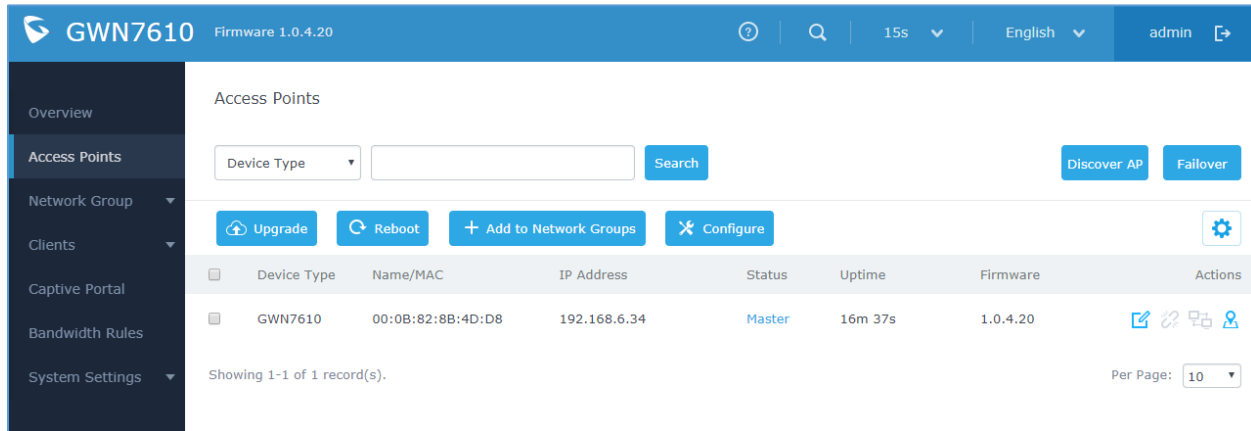 GWN7610 Firmware 1.0.4.20 15s English admin
Overview
Access Points
Network Group
Clients
Captive Portal
Bandwidth Rules
System Settings
Access Points
Device Type Search Discover AP Failover
Upgrade Reboot Add to Network Groups Configure
Device Type Name/MAC IP Address Status Uptime Firmware Actions
GWN7610 00:0B:82:8B:4D:D8 192.168.6.34 Master 16m 37s 1.0.4.20
Showing 1-1 of 1 record(s). Per Page: 10